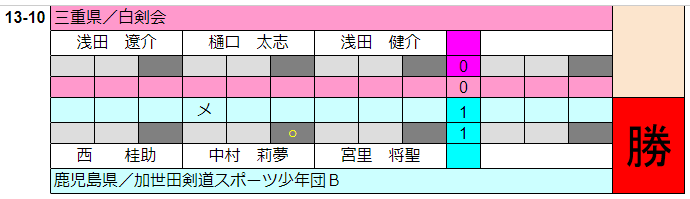 13-10 三重県／白剣会
浅田　遼介 樋口　太志 浅田　健介
0
0
メ 1
○ 1
西　　桂助 中村　莉夢 宮里　将聖
鹿児島県／加世田剣道スポーツ少年団Ｂ
勝